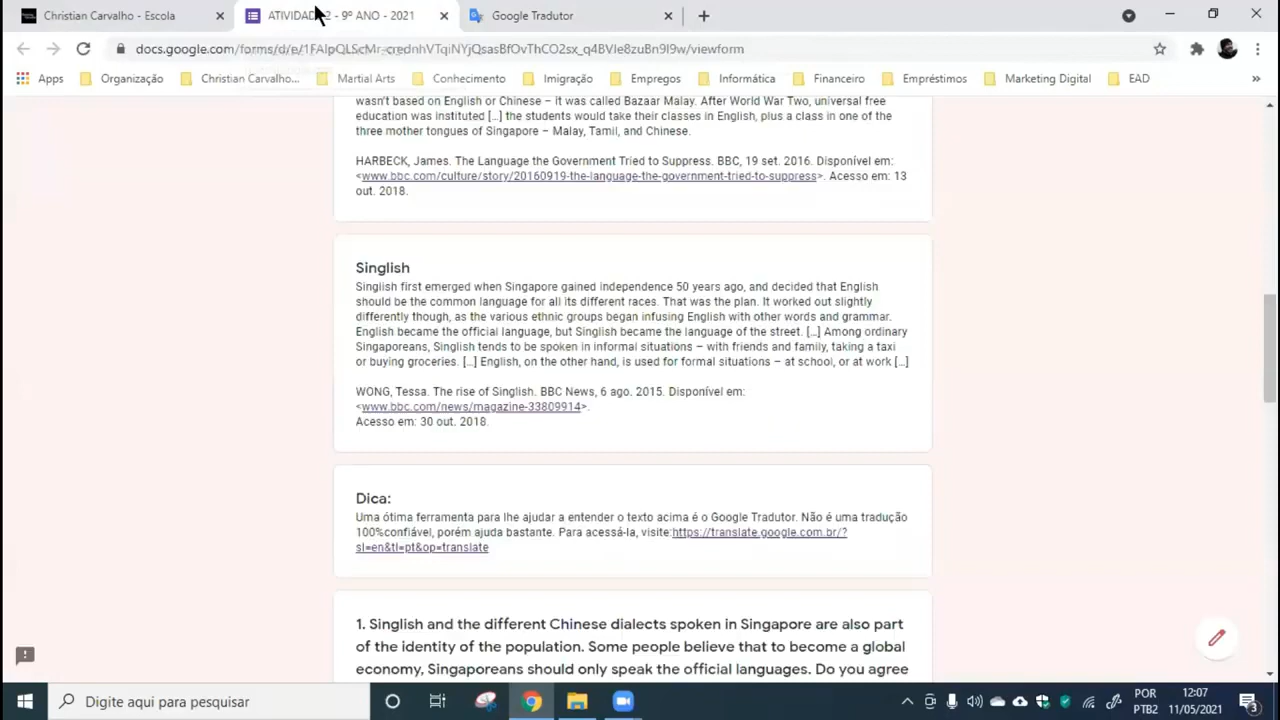 Christian Carvalho - Escola
2 - 9º ANO - 2021
Google Tradutor
docs.google.com/forms/d/e/
/viewform
Apps
Organização
Christian Carvalho...
Martial Arts
Conhecimento
Imigração
Empregos
Informática
Financeiro
Empréstimos
Marketing Digital
EAD
»
wasn't based on English or Chinese – it was called Bazaar Malay. After World War Two, universal free
education was instituted [...] the students would take their classes in English, plus a class in one of the
three mother tongues of Singapore – Malay, Tamil, and Chinese.
HARBECK, James. The Language the Government Tried to Suppress. BBC, 19 set. 2016. Disponível em:
<www.bbc.com/culture/story/20160919-the-language-the-government-tried-to-suppress>. Acesso em: 13
out. 2018.
Singlish
Singlish first emerged when Singapore gained independence 50 years ago, and decided that English
should be the common language for all its different races. That was the plan. It worked out slightly
differently though, as the various ethnic groups began infusing English with other words and grammar.
English became the official language, but Singlish became the language of the street. [...] Among ordinary
Singaporeans, Singlish tends to be spoken in informal situations – with friends and family, taking a taxi
or buying groceries. [...] English, on the other hand, is used for formal situations – at school, or at work [...]
WONG, Tessa. The rise of Singlish. BBC News, 6 ago. 2015. Disponível em:
<www.bbc.com/news/magazine-33809914>.
Acesso em: 30 out. 2018.
Dica:
Uma ótima ferramenta para lhe ajudar a entender o texto acima é o Google Tradutor. Não é uma tradução
100%confiável, porém ajuda bastante. Para acessá-la, visite:https://translate.google.com.br/?
sl=en&tl=pt&op=translate
1. Singlish and the different Chinese dialects spoken in Singapore are also part
of the identity of the population. Some people believe that to become a global
economy, Singaporeans should only speak the official languages. Do you agree
Digite aqui para pesquisar
POR
PTB2
12:07
11/05/2021
3